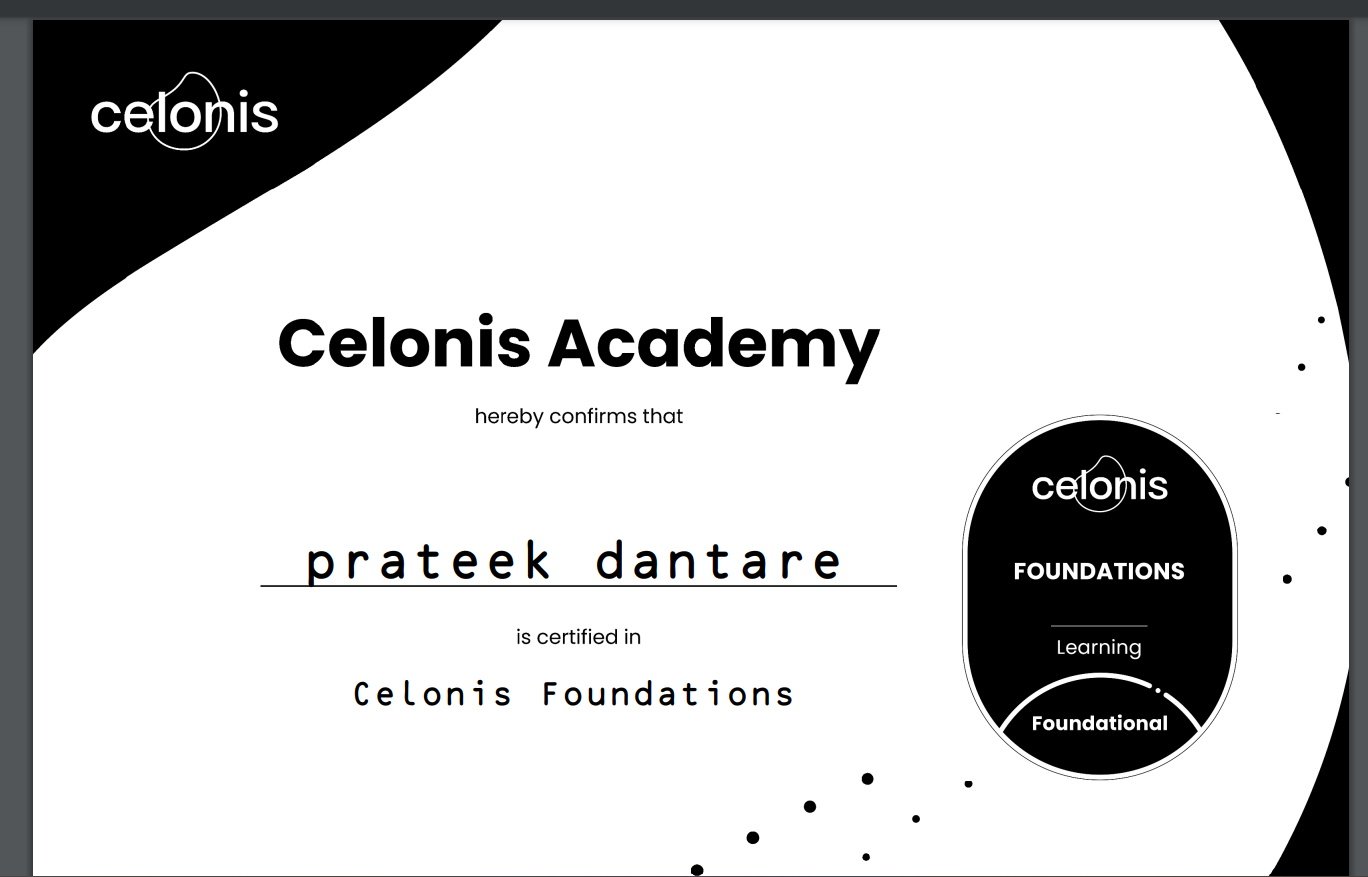 celonis
Celonis Academy
hereby confirms that
prateek dantare
is certified in
Celonis Foundations
celonis
FOUNDATIONS
Learning
Foundational